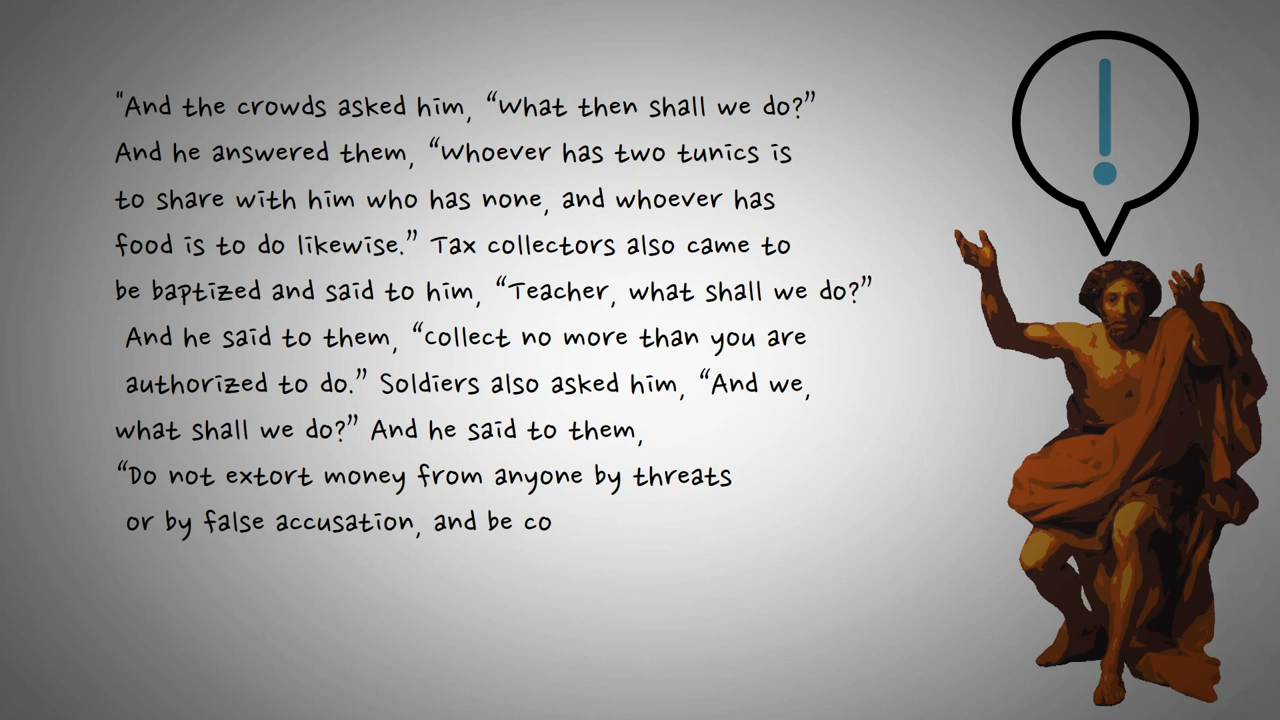 "And the crowds asked him, “What then shall we do?”
And he answered them, “Whoever has two tunics is
to share with him who has none, and whoever has
food is to do likewise.” Tax collectors also came to
be baptized and said to him, “Teacher, what shall we do?”
And he said to them, “collect no more than you are
authorized to do.” Soldiers also asked him, “And we,
what shall we do?” And he said to them,
“Do not extort money from anyone by threats
or by false accusation, and be co
!